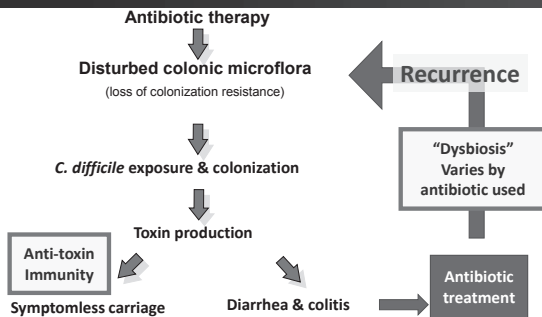 Antibiotic therapy
Disturbed colonic microflora
(loss of colonization resistance)
Recurrence
"Dysbiosis"
Varies by
antibiotic used
C. difficile exposure & colonization
Toxin production
Anti-toxin
Immunity
Antibiotic
treatment
Symptomless carriage
Diarrhea & colitis